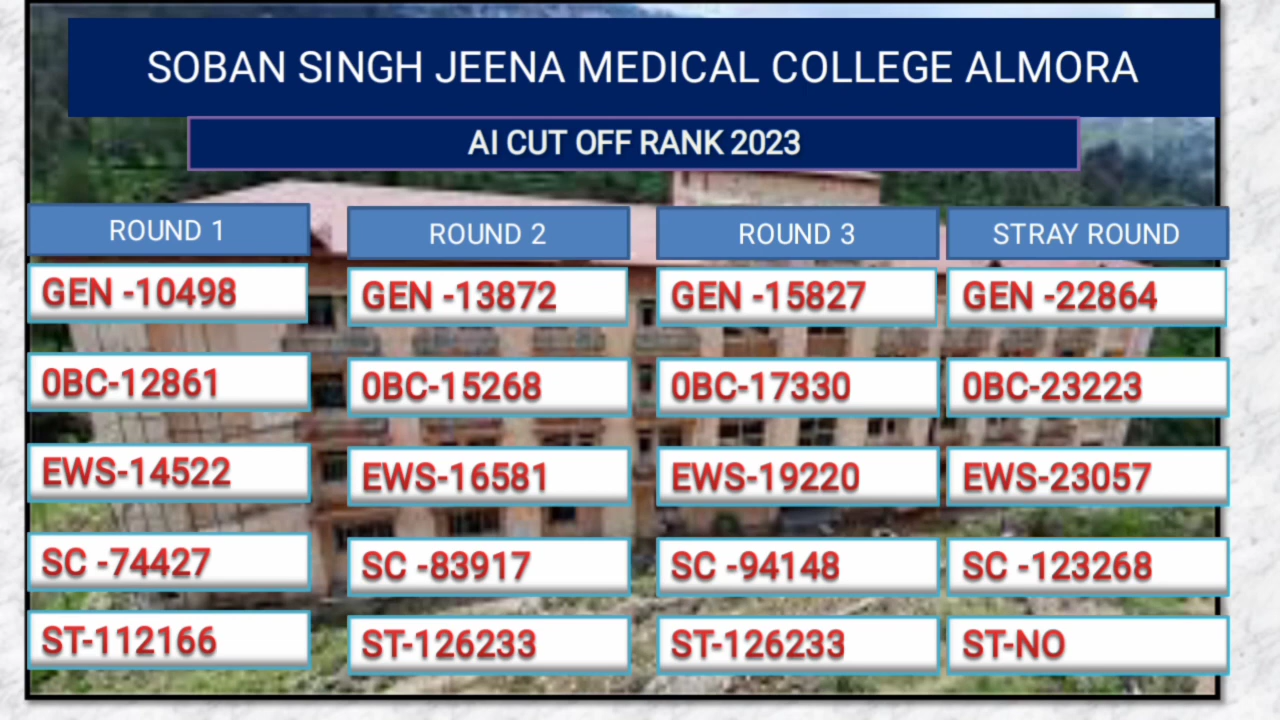 SOBAN SINGH JEENA MEDICAL COLLEGE ALMORA
AI CUT OFF RANK 2023
ROUND 1
GEN -10498
0BC-12861
EWS-14522
SC -74427
ST-112166
ROUND 2
GEN -13872
0BC-15268
EWS-16581
SC -83917
ST-126233
ROUND 3
GEN -15827
0BC-17330
EWS-19220
SC -94148
ST-126233
STRAY ROUND
GEN -22864
0BC-23223
EWS-23057
SC -123268
ST-NO